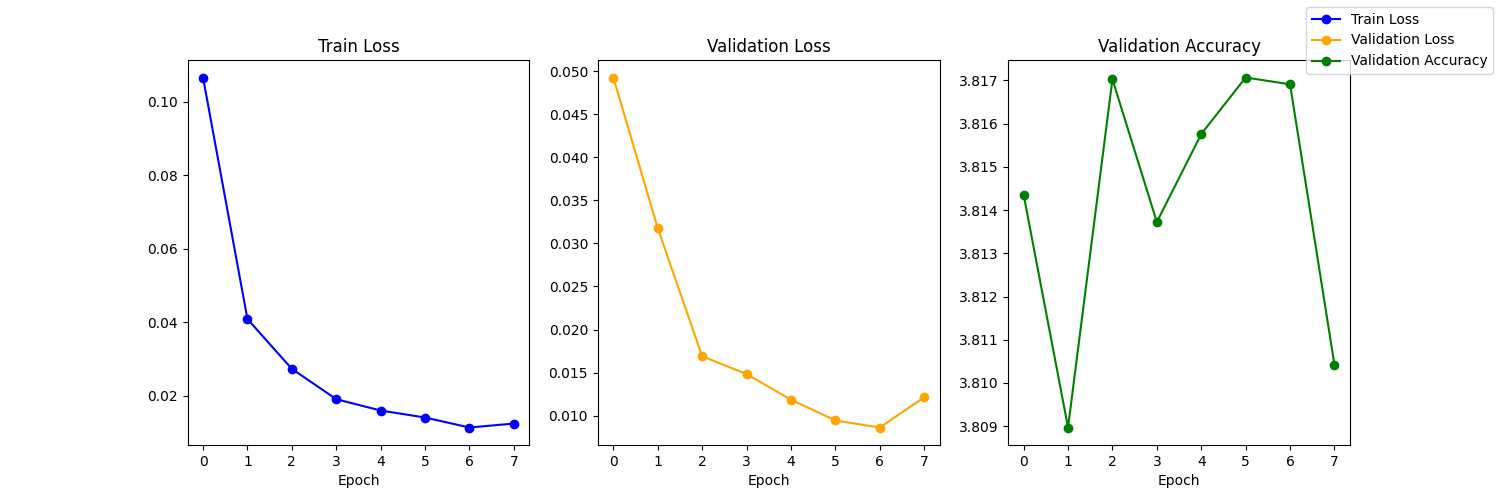 Train Loss
Validation Loss
Validation Accuracy
Train Loss
Validation Loss
Validation Accuracy
0.10
0.08
0.06
0.04
0.02
0 1 2 3 4 5 6 7
Epoch
0.050
0.045
0.040
0.035
0.030
0.025
0.020
0.015
0.010
0 1 2 3 4 5 6 7
Epoch
3.817
3.816
3.815
3.814
3.813
3.812
3.811
3.810
3.809
0 1 2 3 4 5 6 7
Epoch